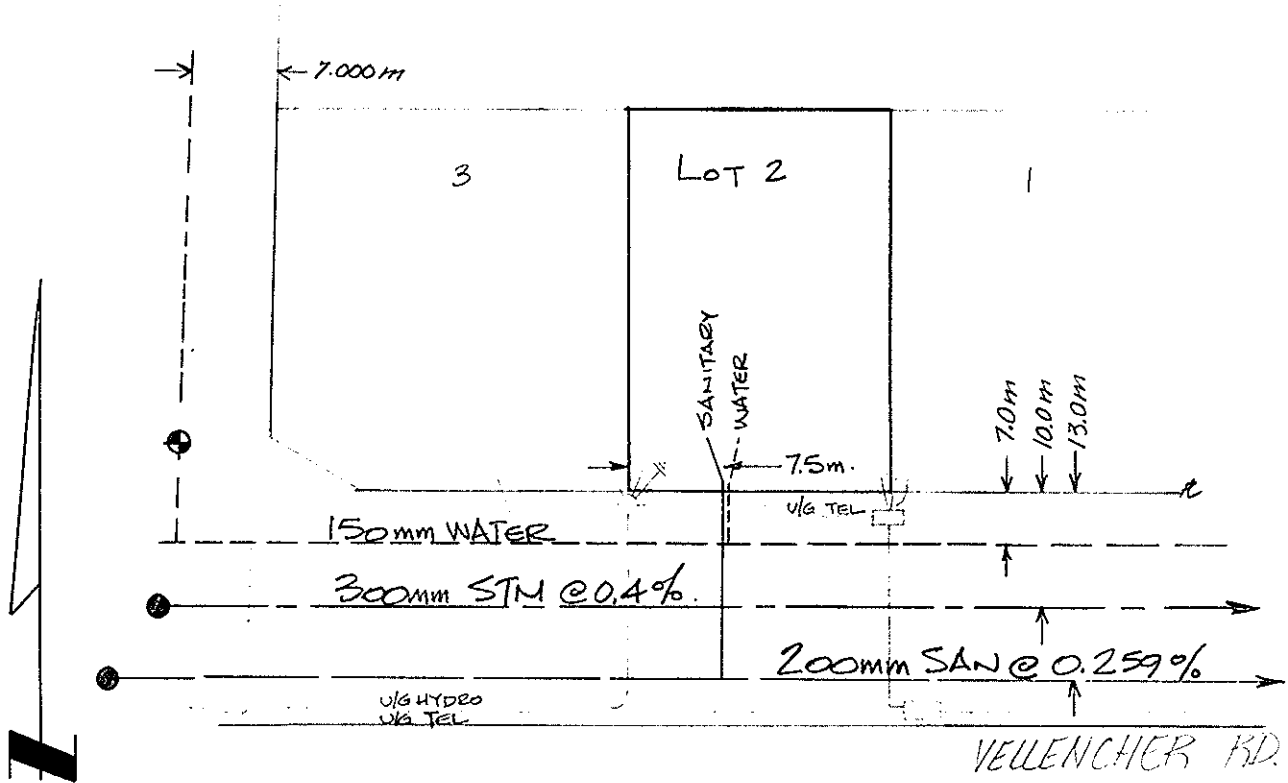 7.000m
3
LOT 2
1
SANITARY
WATER
7.0m
10.0m
13.0m
7.5m.
U/G TEL
150mm WATER
300mm STM @ 0.4%.
200mm SAN @ 0.259%
U/G HYDRO
U/G TEL
VELLENCHER RD.